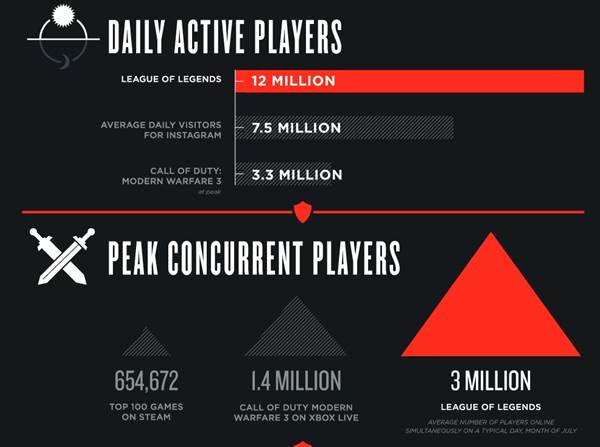 DAILY ACTIVE PLAYERS
LEAGUE OF LEGENDS
12 MILLION
AVERAGE DAILY VISITORS
FOR INSTAGRAM
7.5 MILLION
CALL OF DUTY:
MODERN WARFARE 3
at peak
3.3 MILLION
PEAK CONCURRENT PLAYERS
654,672
TOP 100 GAMES
ON STEAM
1.4 MILLION
CALL OF DUTY MODERN
WARFARE 3 ON XBOX LIVE
3 MILLION
LEAGUE OF LEGENDS
AVERAGE NUMBER OF PLAYERS ONLINE
SIMULTANEOUSLY ON A TYPICAL DAY, MONTH OF JULY